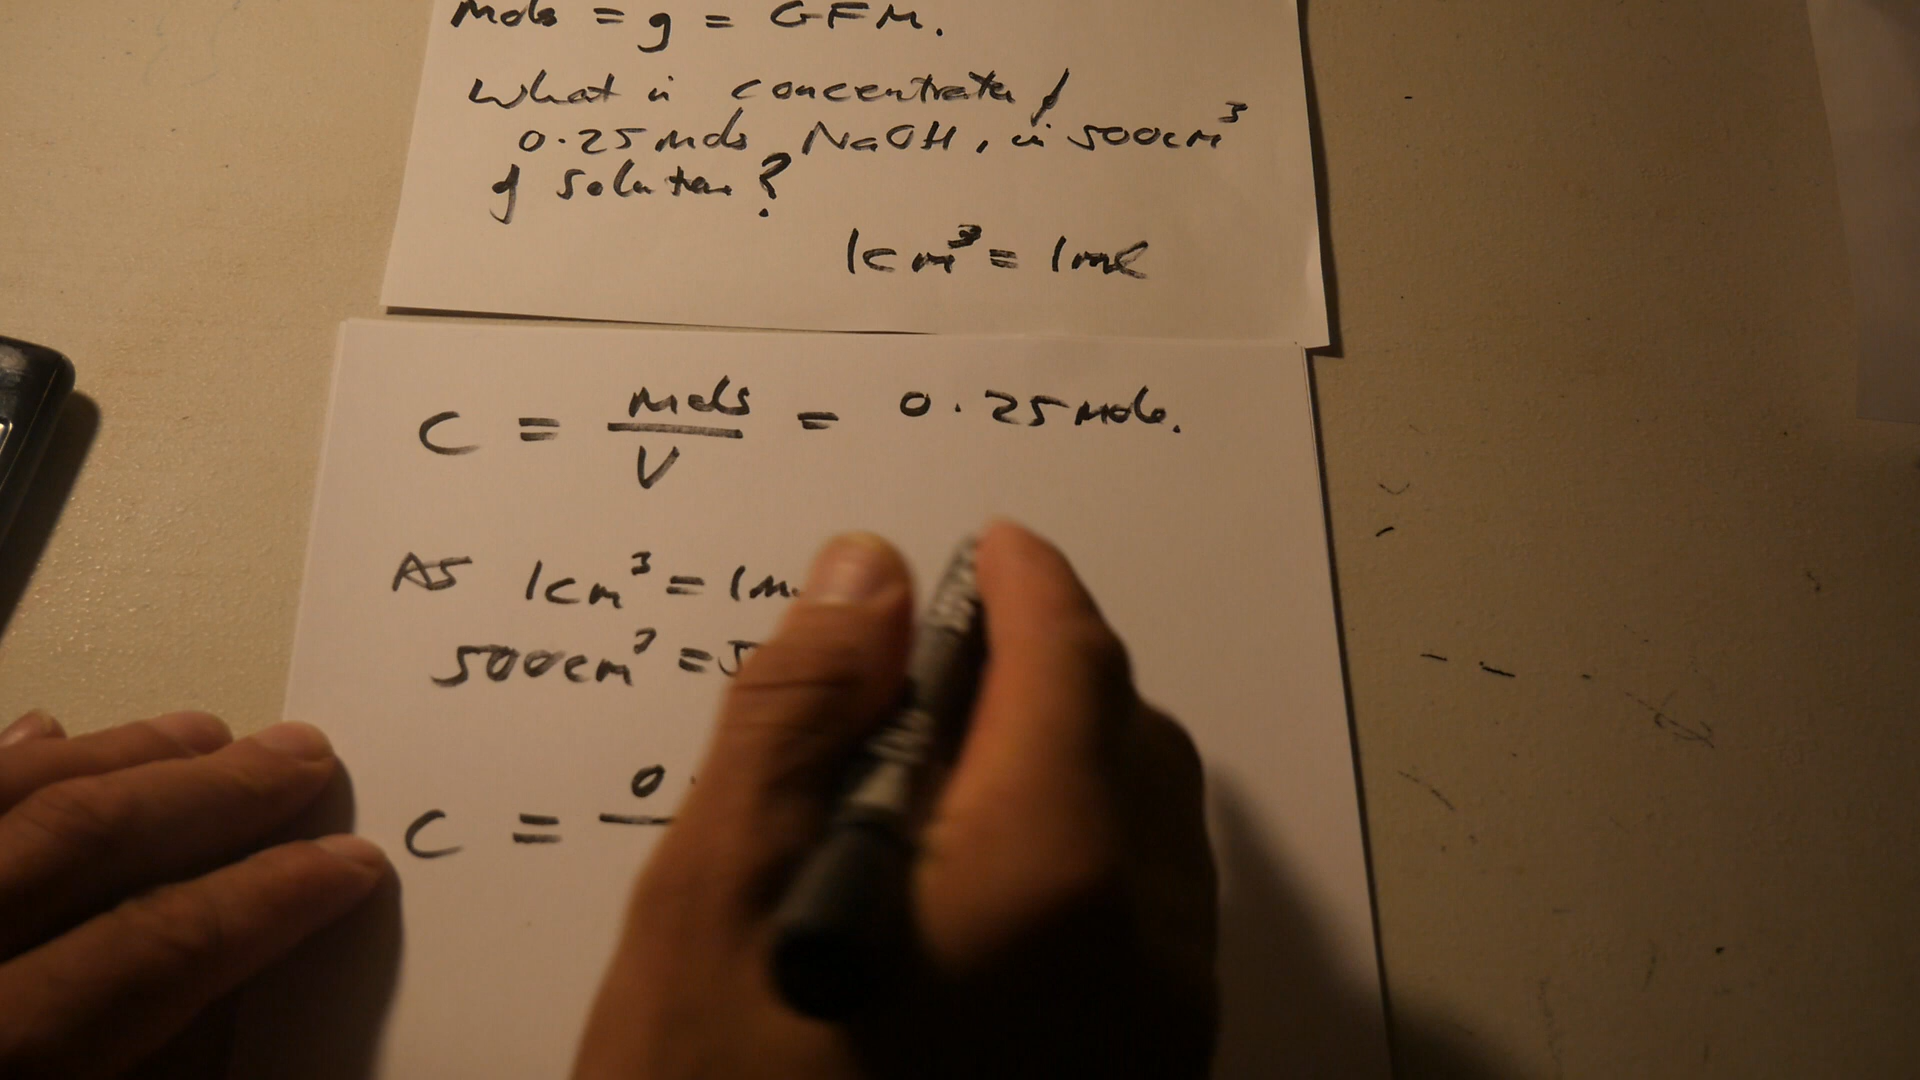 Mols = g = GFM.
What is concentration of
0.25 mols NaOH, in 500cm³
of solution?
1cm³ = 1ml
C = mols / V = 0.25 mols.
As 1cm³ = 1m
500cm³ = 5
C = 0.